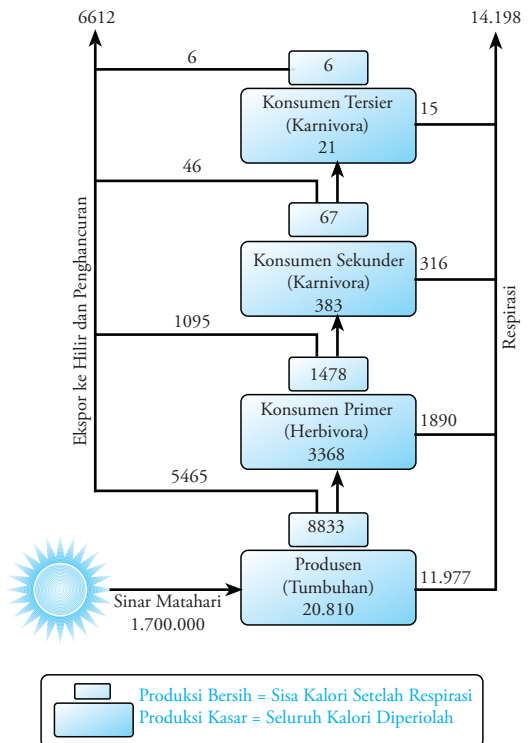 6612
14.198
6
6
Konsumen Tersier
(Karnivora)
21
15
46
67
Konsumen Sekunder
(Karnivora)
383
316
Ekspor ke Hilir dan Penghancuran
Respirasi
1095
1478
Konsumen Primer
(Herbivora)
3368
1890
5465
8833
Produsen
(Tumbuhan)
20.810
11.977
Sinar Matahari
1.700.000
Produksi Bersih = Sisa Kalori Setelah Respirasi
Produksi Kasar = Seluruh Kalori Diperiolah